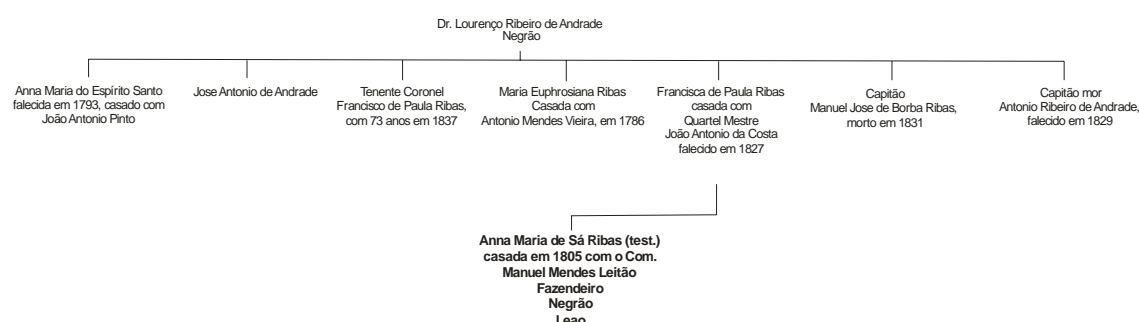 Dr. Lourenço Ribeiro de Andrade
Negrão
Anna Maria do Espírito Santo
falecida em 1793, casado com
João Antonio Pinto
Jose Antonio de Andrade
Tenente Coronel
Francisco de Paula Ribas,
com 73 anos em 1837
Maria Euphrosiana Ribas
Casada com
Antonio Mendes Vieira, em 1786
Francisca de Paula Ribas
casada com
Quartel Mestre
João Antonio da Costa
falecido em 1827
Capitão
Manuel Jose de Borba Ribas,
morto em 1831
Capitão mor
Antonio Ribeiro de Andrade,
falecido em 1829
Anna Maria de Sá Ribas (test.)
casada em 1805 com o Com.
Manuel Mendes Leitão
Fazendeiro
Negrão
Leao